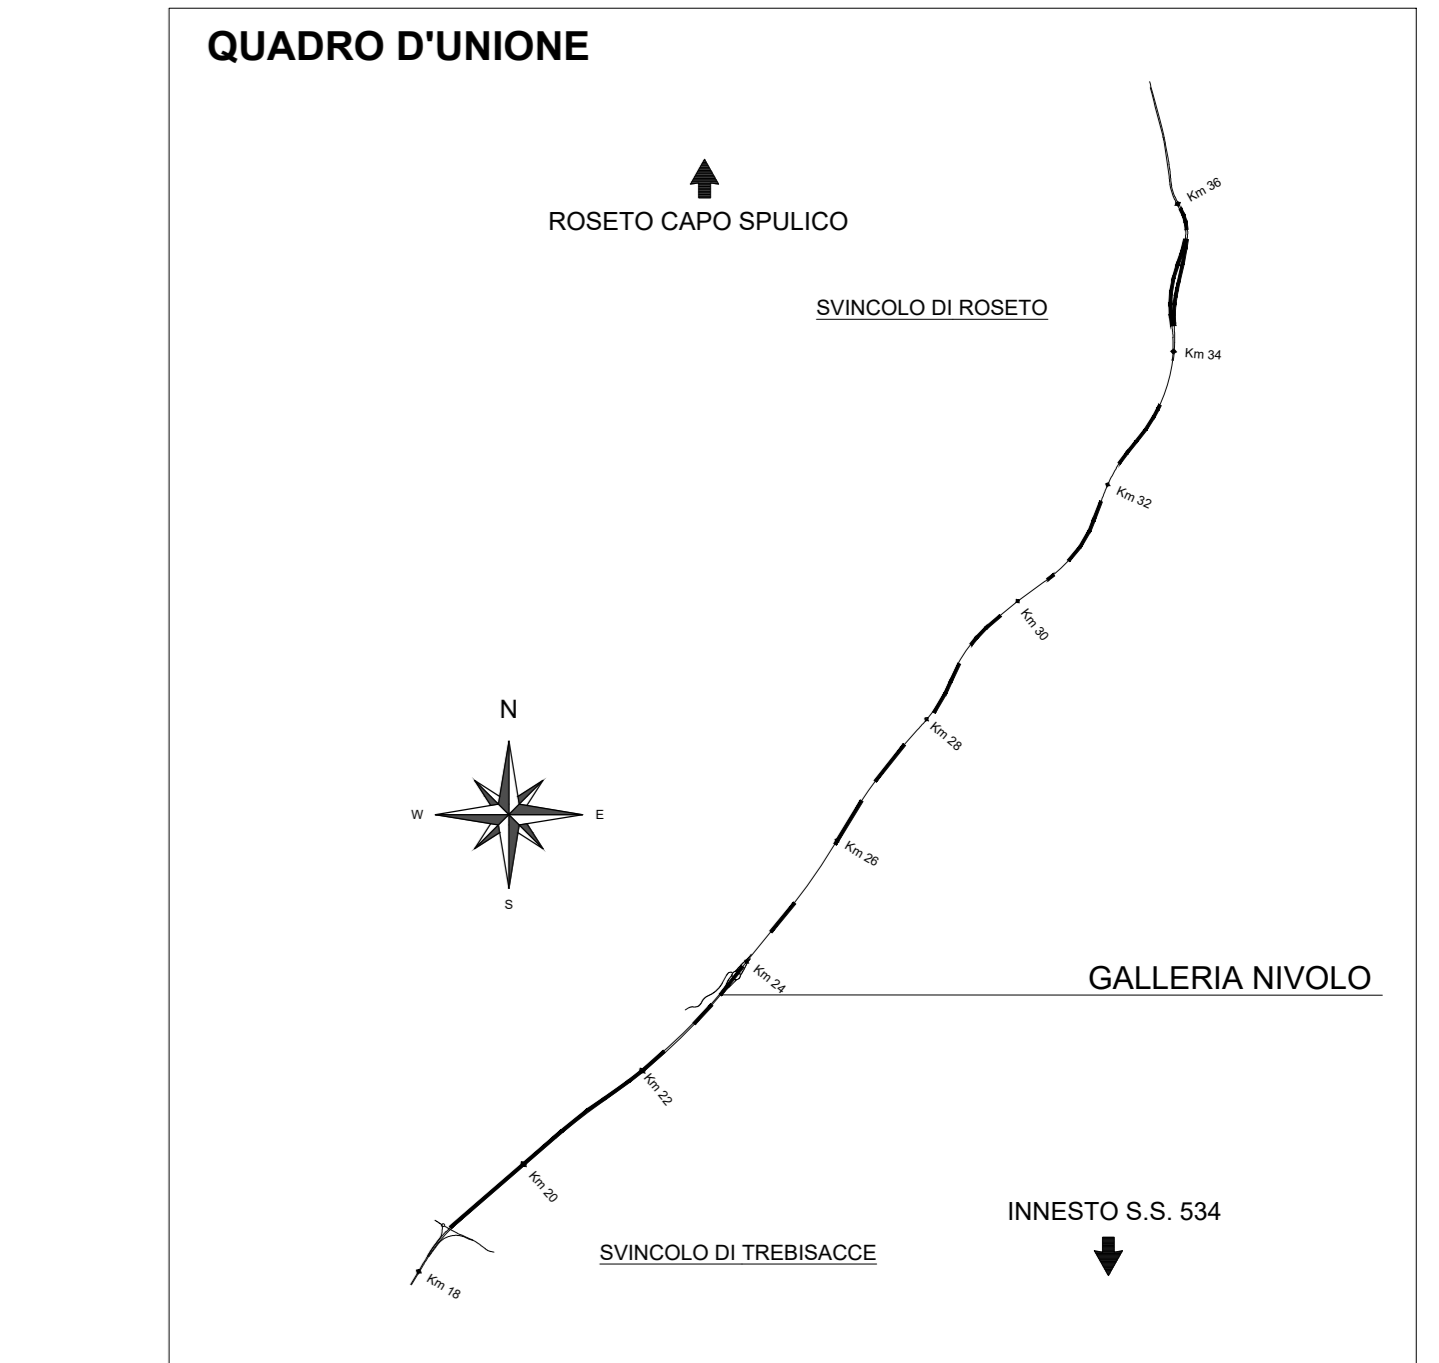 QUADRO D'UNIONE
Km 36
ROSETO CAPO SPULICO
SVINCOLO DI ROSETO
Km 34
Km 32
Km 30
N
Km 28
W
E
Km 26
S
Km 24
GALLERIA NIVOLO
Km 22
Km 20
INNESTO S.S. 534
SVINCOLO DI TREBISACCE
Km 18